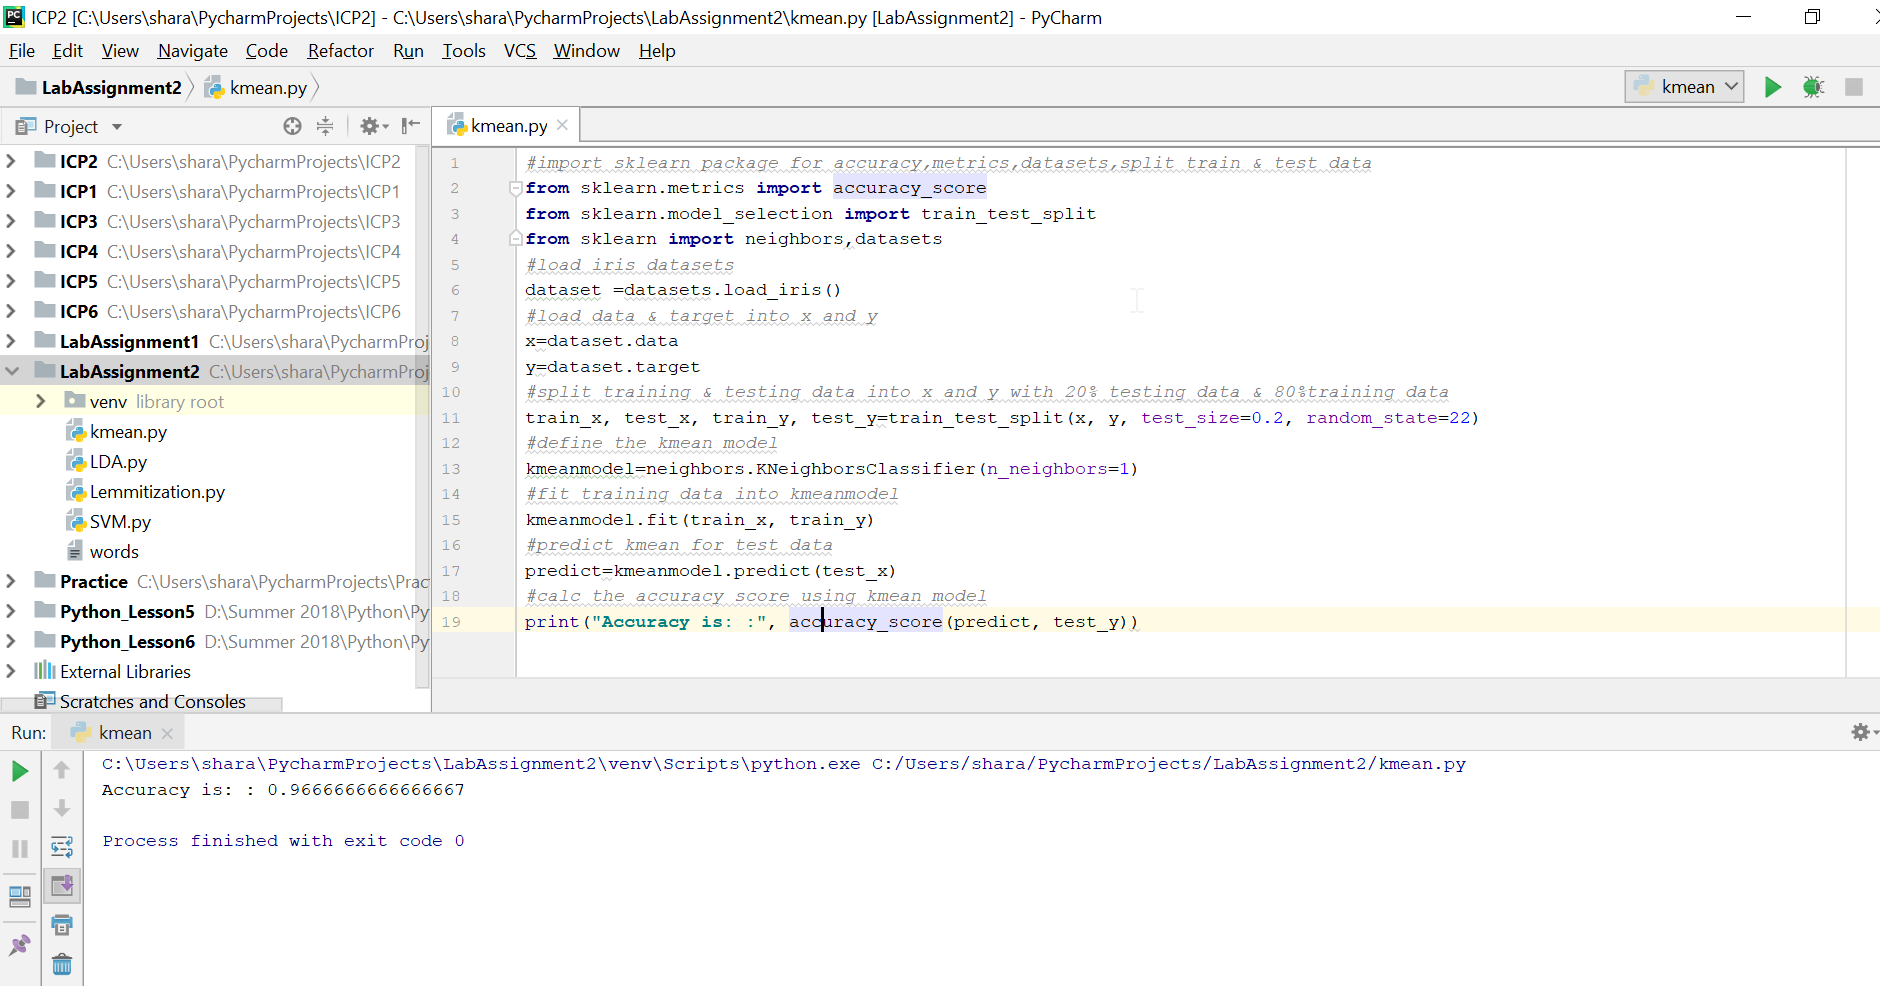 ICP2 [C:\Users\shara\PycharmProjects\ICP2] - C:\Users\shara\PycharmProjects\LabAssignment2\kmean.py [LabAssignment2] - PyCharm
File Edit View Navigate Code Refactor Run Tools VCS Window Help
LabAssignment2 kmean.py kmean
Project
kmean.py
ICP2 C:\Users\shara\PycharmProjects\ICP2
ICP1 C:\Users\shara\PycharmProjects\ICP1
ICP3 C:\Users\shara\PycharmProjects\ICP3
ICP4 C:\Users\shara\PycharmProjects\ICP4
ICP5 C:\Users\shara\PycharmProjects\ICP5
ICP6 C:\Users\shara\PycharmProjects\ICP6
LabAssignment1 C:\Users\shara\PycharmProj
LabAssignment2 C:\Users\shara\PycharmProj
venv library root
kmean.py
LDA.py
Lemmitization.py
SVM.py
words
Practice C:\Users\shara\PycharmProjects\Prac
Python_Lesson5 D:\Summer 2018\Python\Py
Python_Lesson6 D:\Summer 2018\Python\Py
External Libraries
Scratches and Consoles
1 #import sklearn package for accuracy,metrics,datasets,split train & test data
2 from sklearn.metrics import accuracy_score
3 from sklearn.model_selection import train_test_split
4 from sklearn import neighbors,datasets
5 #load iris datasets
6 dataset =datasets.load_iris()
7 #load data & target into x and y
8 x=dataset.data
9 y=dataset.target
10 #split training & testing data into x and y with 20% testing data & 80%training data
11 train_x, test_x, train_y, test_y=train_test_split(x, y, test_size=0.2, random_state=22)
12 #define the kmean model
13 kmeanmodel=neighbors.KNeighborsClassifier(n_neighbors=1)
14 #fit training data into kmeanmodel
15 kmeanmodel.fit(train_x, train_y)
16 #predict kmean for test data
17 predict=kmeanmodel.predict(test_x)
18 #calc the accuracy score using kmean model
19 print("Accuracy is: :", accuracy_score(predict, test_y))
Run: kmean
C:\Users\shara\PycharmProjects\LabAssignment2\venv\Scripts\python.exe C:/Users/shara/PycharmProjects/LabAssignment2/kmean.py
Accuracy is: : 0.9666666666666667
Process finished with exit code 0